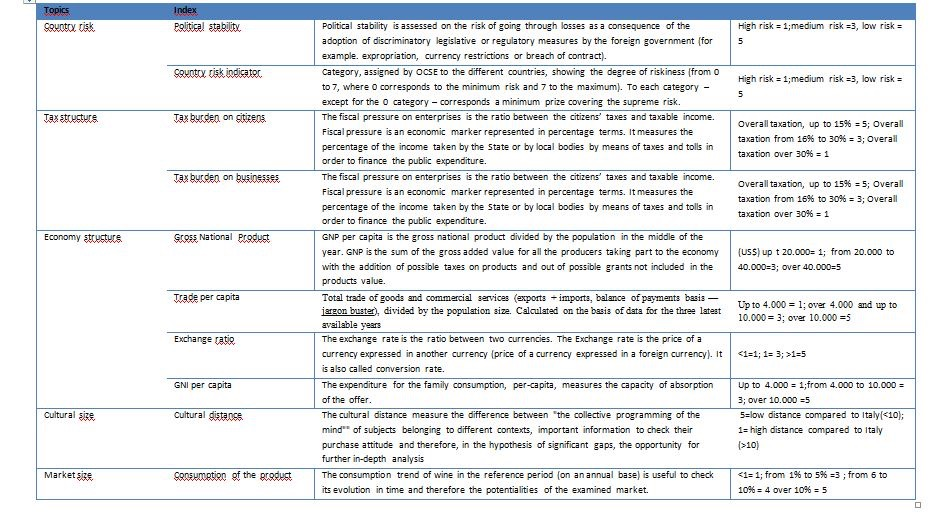 Topics Index
Country risk Political stability Political stability is assessed on the risk of going through losses as a consequence of the High risk = 1;medium risk =3, low risk =
adoption of discriminatory legislative or regulatory measures by the foreign government (for 5
example. expropriation, currency restrictions or breach of contract).
Country risk indicator Category, assigned by OCSE to the different countries, showing the degree of riskiness (from 0 High risk = 1;medium risk =3, low risk =
to 7, where 0 corresponds to the minimum risk and 7 to the maximum). To each category – 5
except for the 0 category – corresponds a minimum prize covering the supreme risk.
Tax structure Tax burden on citizens The fiscal pressure on enterprises is the ratio between the citizens' taxes and taxable income. Overall taxation, up to 15% = 5; Overall
Fiscal pressure is an economic marker represented in percentage terms. It measures the taxation from 16% to 30% = 3; Overall
percentage of the income taken by the State or by local bodies by means of taxes and tolls in taxation over 30% = 1
order to finance the public expenditure.
Tax burden on businesses The fiscal pressure on enterprises is the ratio between the citizens' taxes and taxable income. Overall taxation, up to 15% = 5; Overall
Fiscal pressure is an economic marker represented in percentage terms. It measures the taxation from 16% to 30% = 3; Overall
percentage of the income taken by the State or by local bodies by means of taxes and tolls in taxation over 30% = 1
order to finance the public expenditure.
Economy structure Gross National Product GNP per capita is the gross national product divided by the population in the middle of the
year. GNP is the sum of the gross added value for all the producers taking part to the economy (US$) up t 20.000= 1; from 20.000 to
with the addition of possible taxes on products and out of possible grants not included in the 40.000=3; over 40.000=5
products value.
Trade per capita Total trade of goods and commercial services (exports + imports, balance of payments basis — Up to 4.000 = 1; over 4.000 and up to
jargon buster), divided by the population size. Calculated on the basis of data for the three latest 10.000 = 3; over 10.000 =5
available years
Exchange ratio The exchange rate is the ratio between two currencies. The Exchange rate is the price of a
currency expressed in another currency (price of a currency expressed in a foreign currency). It <1=1; 1= 3; >1=5
is also called conversion rate.
GNI per capita The expenditure for the family consumption, per-capita, measures the capacity of absorption Up to 4.000 = 1;from 4.000 to 10.000 =
of the offer. 3; over 10.000 =5
Cultural size Cultural distance The cultural distance measure the difference between "the collective programming of the 5=low distance compared to Italy(<10);
mind"" of subjects belonging to different contexts, important information to check their 1= high distance compared to Italy
purchase attitude and therefore, in the hypothesis of significant gaps, the opportunity for (>10)
further in-depth analysis
Market size Consumption of the product The consumption trend of wine in the reference period (on an annual base) is useful to check <1= 1; from 1% to 5% =3 ; from 6 to
its evolution in time and therefore the potentialities of the examined market. 10% = 4 over 10% = 5